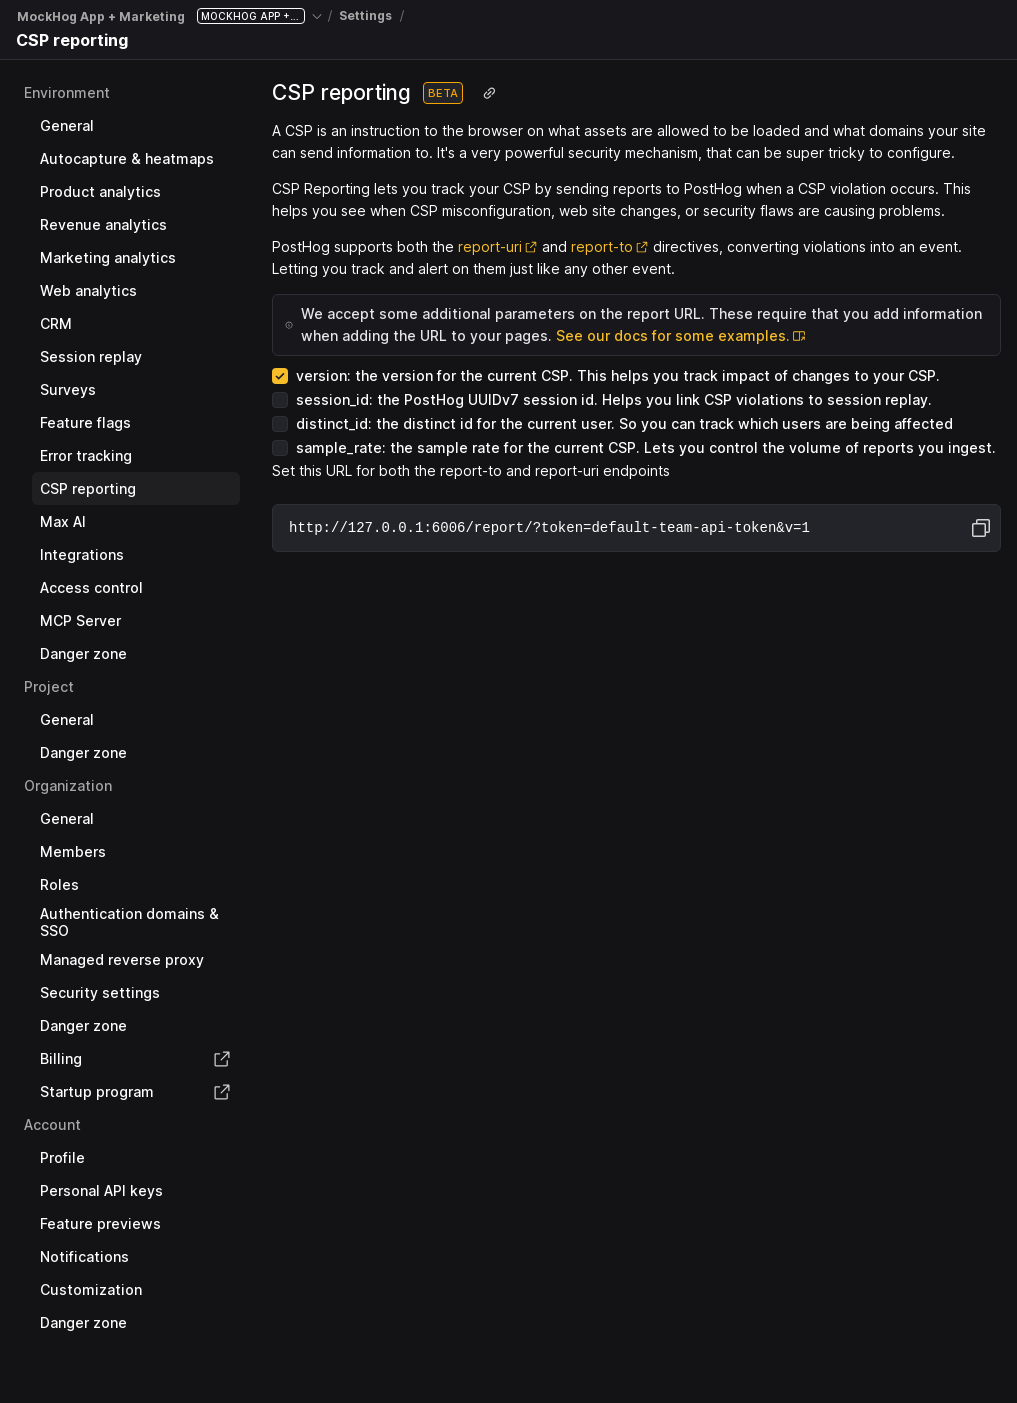 MockHog App + Marketing MOCKHOG APP +... / Settings /
CSP reporting
Environment
General
Autocapture & heatmaps
Product analytics
Revenue analytics
Marketing analytics
Web analytics
CRM
Session replay
Surveys
Feature flags
Error tracking
CSP reporting
Max AI
Integrations
Access control
MCP Server
Danger zone
Project
General
Danger zone
Organization
General
Members
Roles
Authentication domains &
SSO
Managed reverse proxy
Security settings
Danger zone
Billing
Startup program
Account
Profile
Personal API keys
Feature previews
Notifications
Customization
Danger zone
CSP reporting BETA
A CSP is an instruction to the browser on what assets are allowed to be loaded and what domains your site
can send information to. It's a very powerful security mechanism, that can be super tricky to configure.
CSP Reporting lets you track your CSP by sending reports to PostHog when a CSP violation occurs. This
helps you see when CSP misconfiguration, web site changes, or security flaws are causing problems.
PostHog supports both the report-uri and report-to directives, converting violations into an event.
Letting you track and alert on them just like any other event.
We accept some additional parameters on the report URL. These require that you add information
when adding the URL to your pages. See our docs for some examples.
version: the version for the current CSP. This helps you track impact of changes to your CSP.
session_id: the PostHog UUIDv7 session id. Helps you link CSP violations to session replay.
distinct_id: the distinct id for the current user. So you can track which users are being affected
sample_rate: the sample rate for the current CSP. Lets you control the volume of reports you ingest.
Set this URL for both the report-to and report-uri endpoints
http://127.0.0.1:6006/report/?token=default-team-api-token&v=1